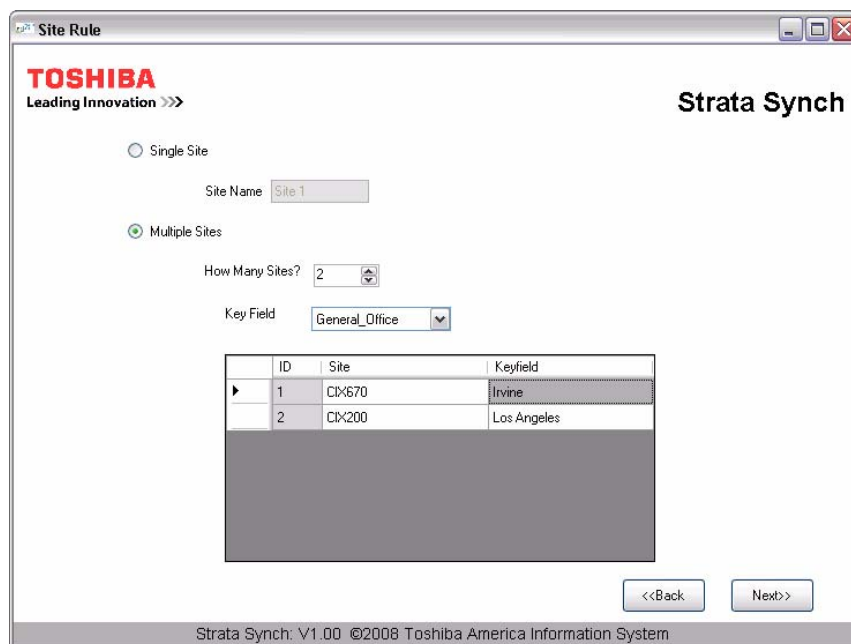 Site Rule
TOSHIBA
Leading Innovation >>>
Strata Synch
Single Site
Site Name Site 1
Multiple Sites
How Many Sites? 2
Key Field General_Office
ID Site Keyfield
1 CIX670 Irvine
2 CIX200 Los Angeles
<<Back Next>>
Strata Synch: V1.00 ©2008 Toshiba America Information System